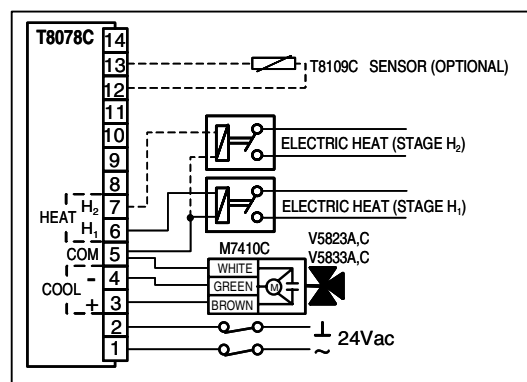 T8078C
14
13
T8109C SENSOR (OPTIONAL)
12
11
10
ELECTRIC HEAT (STAGE H₂)
9
8
HEAT H₂ 7
ELECTRIC HEAT (STAGE H₁)
H₁ 6
COM 5
M7410C
V5823A,C
V5833A,C
WHITE
COOL - 4
GREEN
M
+ 3
BROWN
2
24Vac
1
~